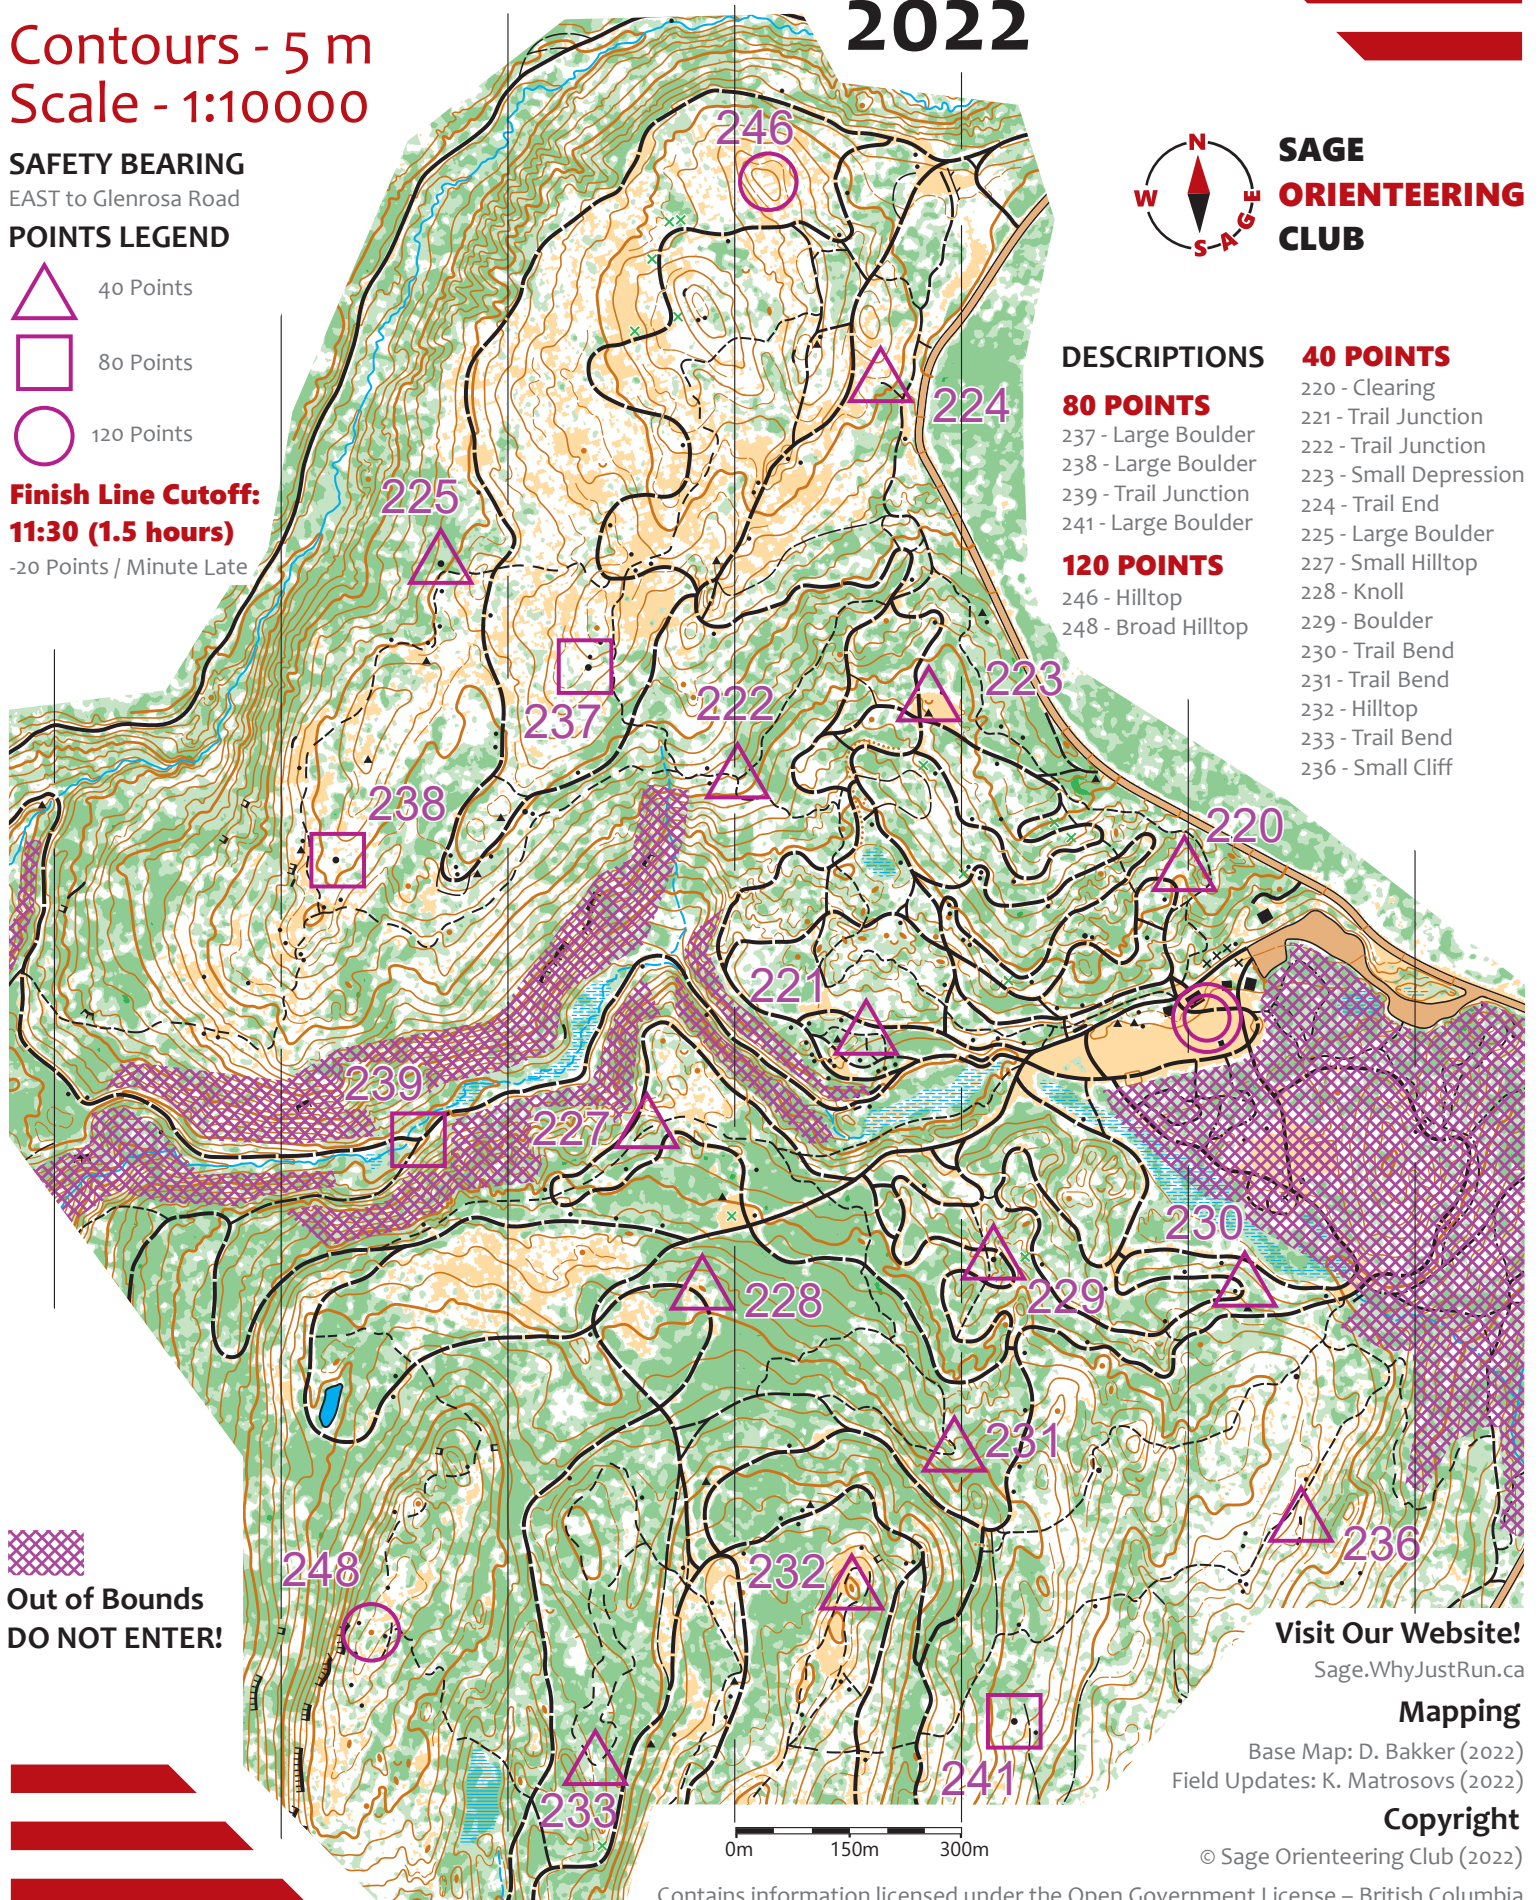 2022
Contours - 5 m
Scale - 1:10000
SAFETY BEARING
EAST to Glenrosa Road
POINTS LEGEND
40 Points
80 Points
120 Points
Finish Line Cutoff:
11:30 (1.5 hours)
-20 Points / Minute Late
N
W
E
S
S A G E
SAGE
ORIENTEERING
CLUB
DESCRIPTIONS
80 POINTS
237 - Large Boulder
238 - Large Boulder
239 - Trail Junction
241 - Large Boulder
120 POINTS
246 - Hilltop
248 - Broad Hilltop
40 POINTS
220 - Clearing
221 - Trail Junction
222 - Trail Junction
223 - Small Depression
224 - Trail End
225 - Large Boulder
227 - Small Hilltop
228 - Knoll
229 - Boulder
230 - Trail Bend
231 - Trail Bend
232 - Hilltop
233 - Trail Bend
236 - Small Cliff
246
224
225
223
222
237
238
220
221
239
227
230
229
228
231
236
232
248
241
233
Out of Bounds
DO NOT ENTER!
0m
150m
300m
Visit Our Website!
Sage.WhyJustRun.ca
Mapping
Base Map: D. Bakker (2022)
Field Updates: K. Matrosovs (2022)
Copyright
© Sage Orienteering Club (2022)
Contains information licensed under the Open Government License – British Columbia